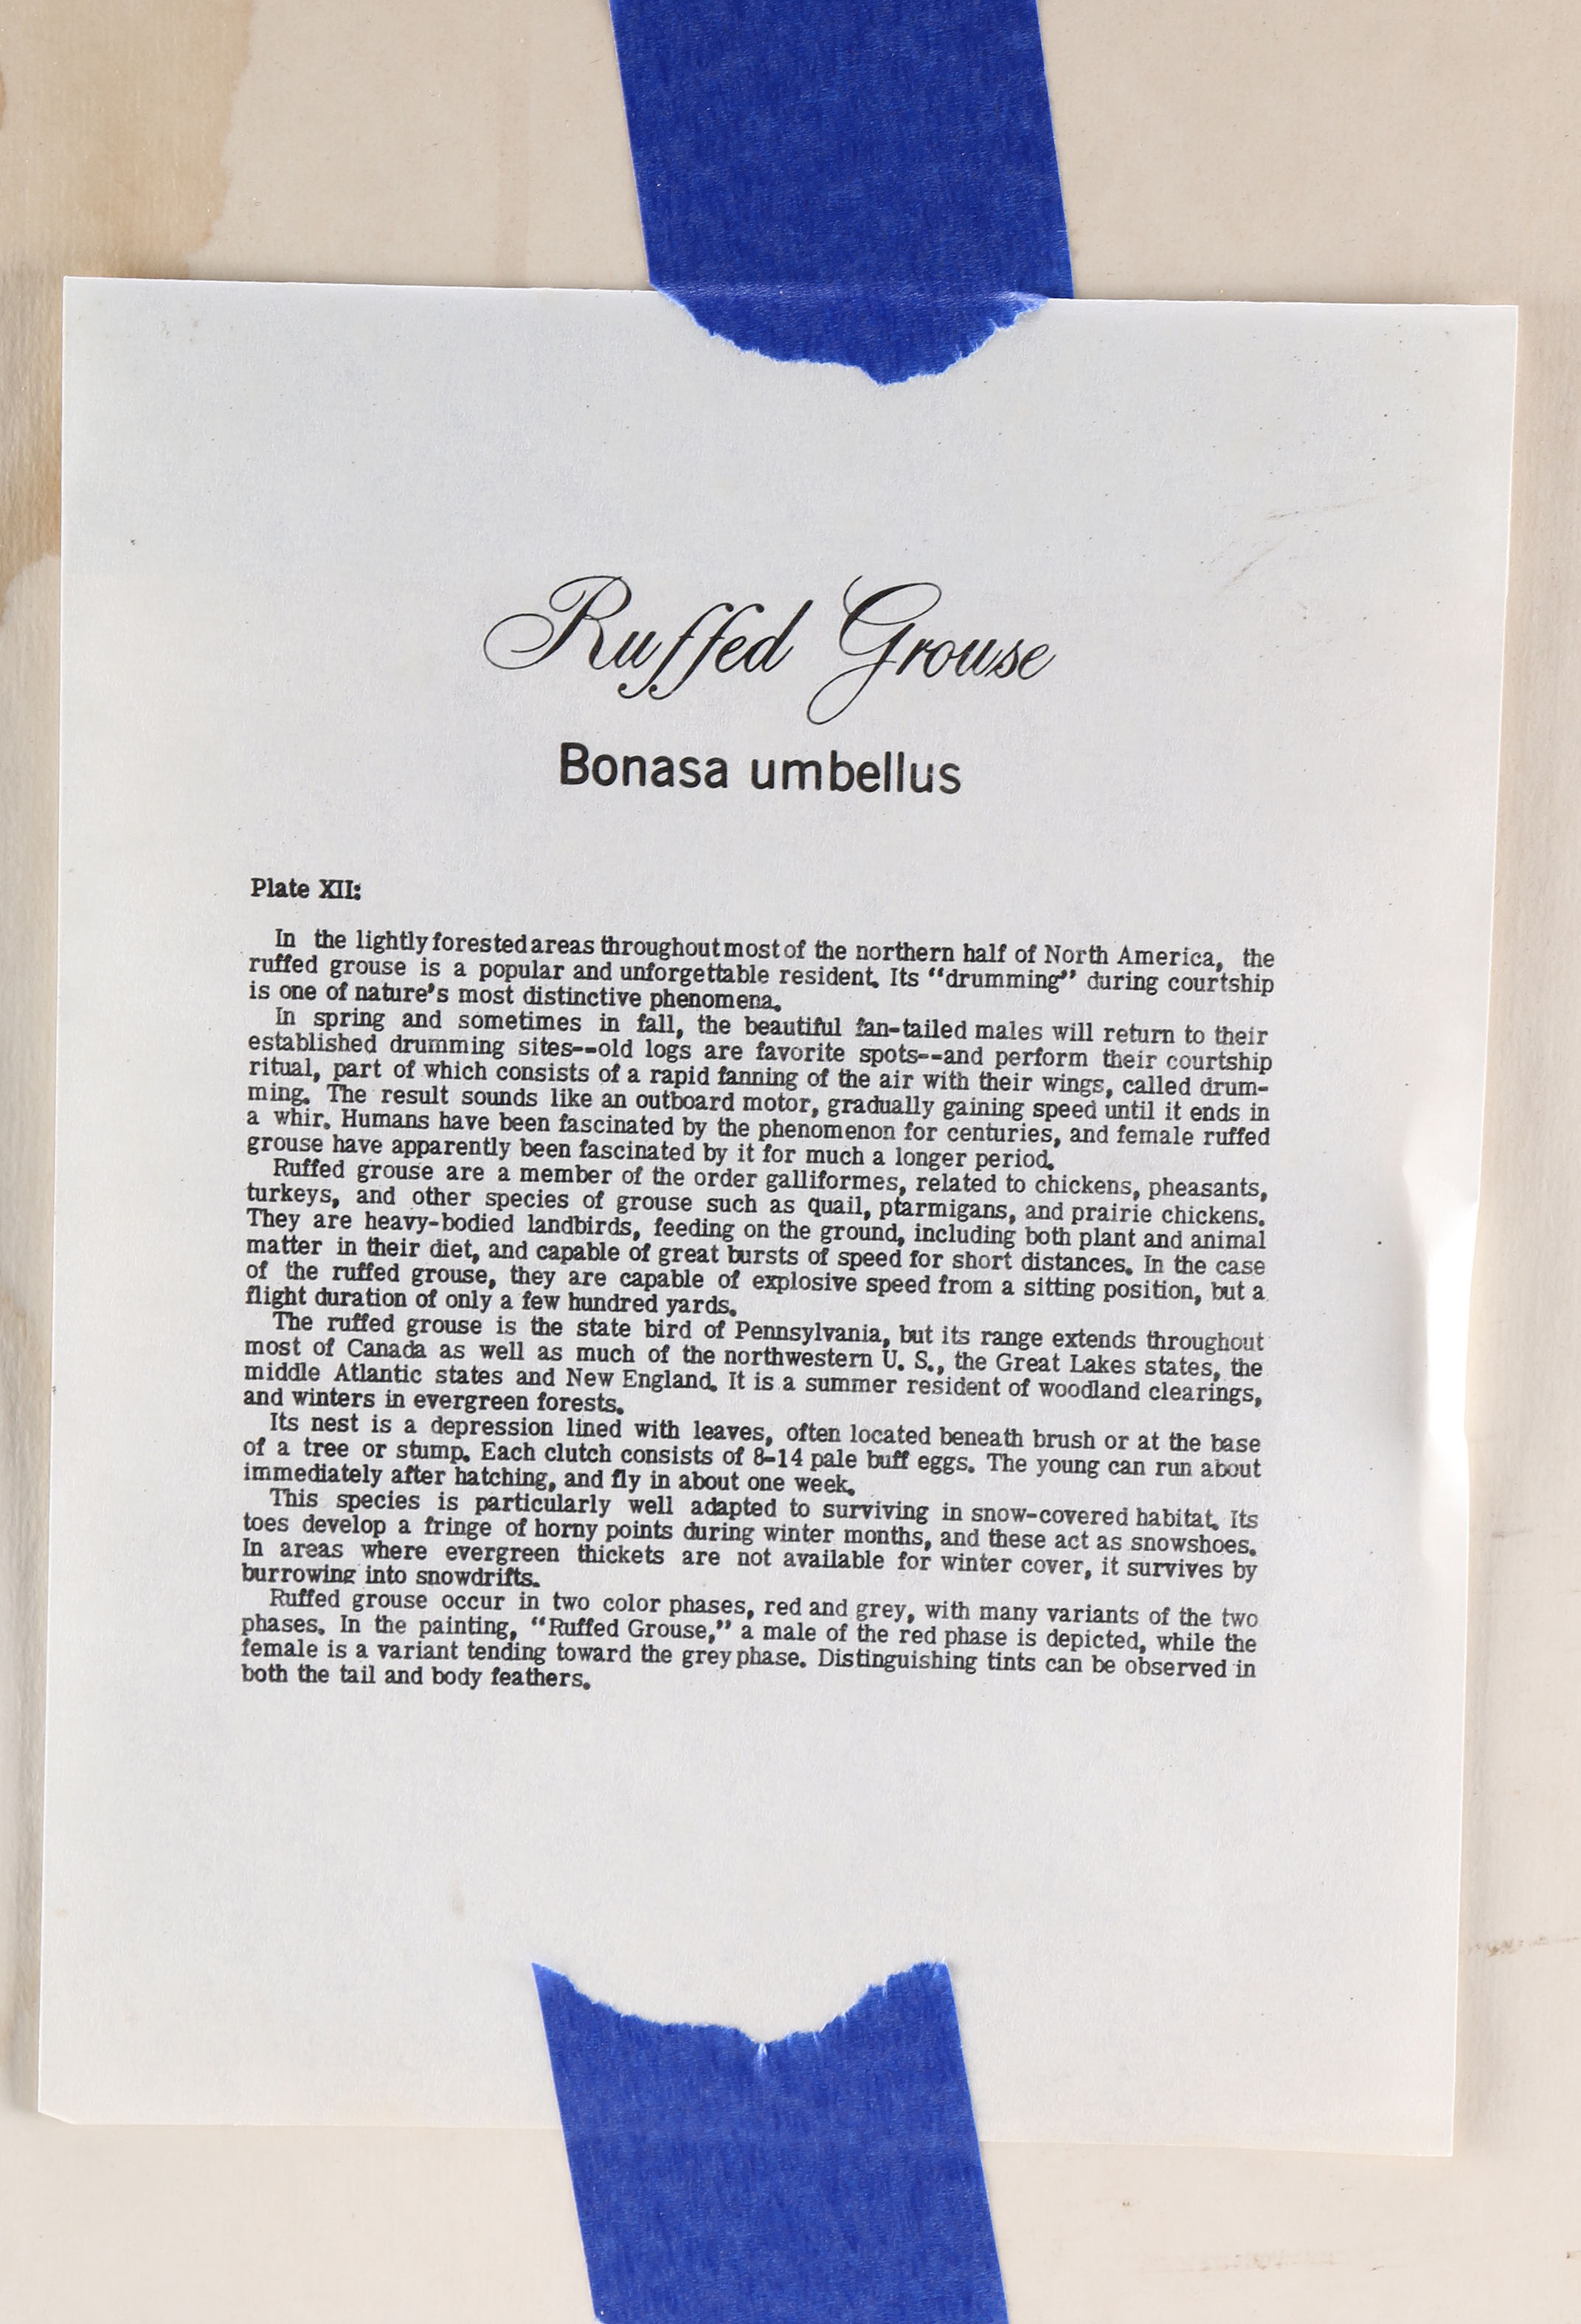 Ruffed Grouse
Bonasa umbellus
Plate XII:
In the lightly forested areas throughout most of the northern half of North America, the
ruffed grouse is a popular and unforgettable resident. Its “drumming” during courtship
is one of nature's most distinctive phenomena.
In spring and sometimes in fall, the beautiful fan-tailed males will return to their
established drumming sites--old logs are favorite spots--and perform their courtship
ritual, part of which consists of a rapid fanning of the air with their wings, called drum-
ming. The result sounds like an outboard motor, gradually gaining speed until it ends in
a whir. Humans have been fascinated by the phenomenon for centuries, and female ruffed
grouse have apparently been fascinated by it for much a longer period.
Ruffed grouse are a member of the order galliformes, related to chickens, pheasants,
turkeys, and other species of grouse such as quail, ptarmigans, and prairie chickens.
They are heavy-bodied landbirds, feeding on the ground, including both plant and animal
matter in their diet, and capable of great bursts of speed for short distances. In the case
of the ruffed grouse, they are capable of explosive speed from a sitting position, but a
flight duration of only a few hundred yards.
The ruffed grouse is the state bird of Pennsylvania, but its range extends throughout
most of Canada as well as much of the northwestern U. S., the Great Lakes states, the
middle Atlantic states and New England. It is a summer resident of woodland clearings,
and winters in evergreen forests.
Its nest is a depression lined with leaves, often located beneath brush or at the base
of a tree or stump. Each clutch consists of 8-14 pale buff eggs. The young can run about
immediately after hatching, and fly in about one week.
This species is particularly well adapted to surviving in snow-covered habitat. Its
toes develop a fringe of horny points during winter months, and these act as snowshoes.
In areas where evergreen thickets are not available for winter cover, it survives by
burrowing into snowdrifts.
Ruffed grouse occur in two color phases, red and grey, with many variants of the two
phases. In the painting, “Ruffed Grouse,” a male of the red phase is depicted, while the
female is a variant tending toward the grey phase. Distinguishing tints can be observed in
both the tail and body feathers.